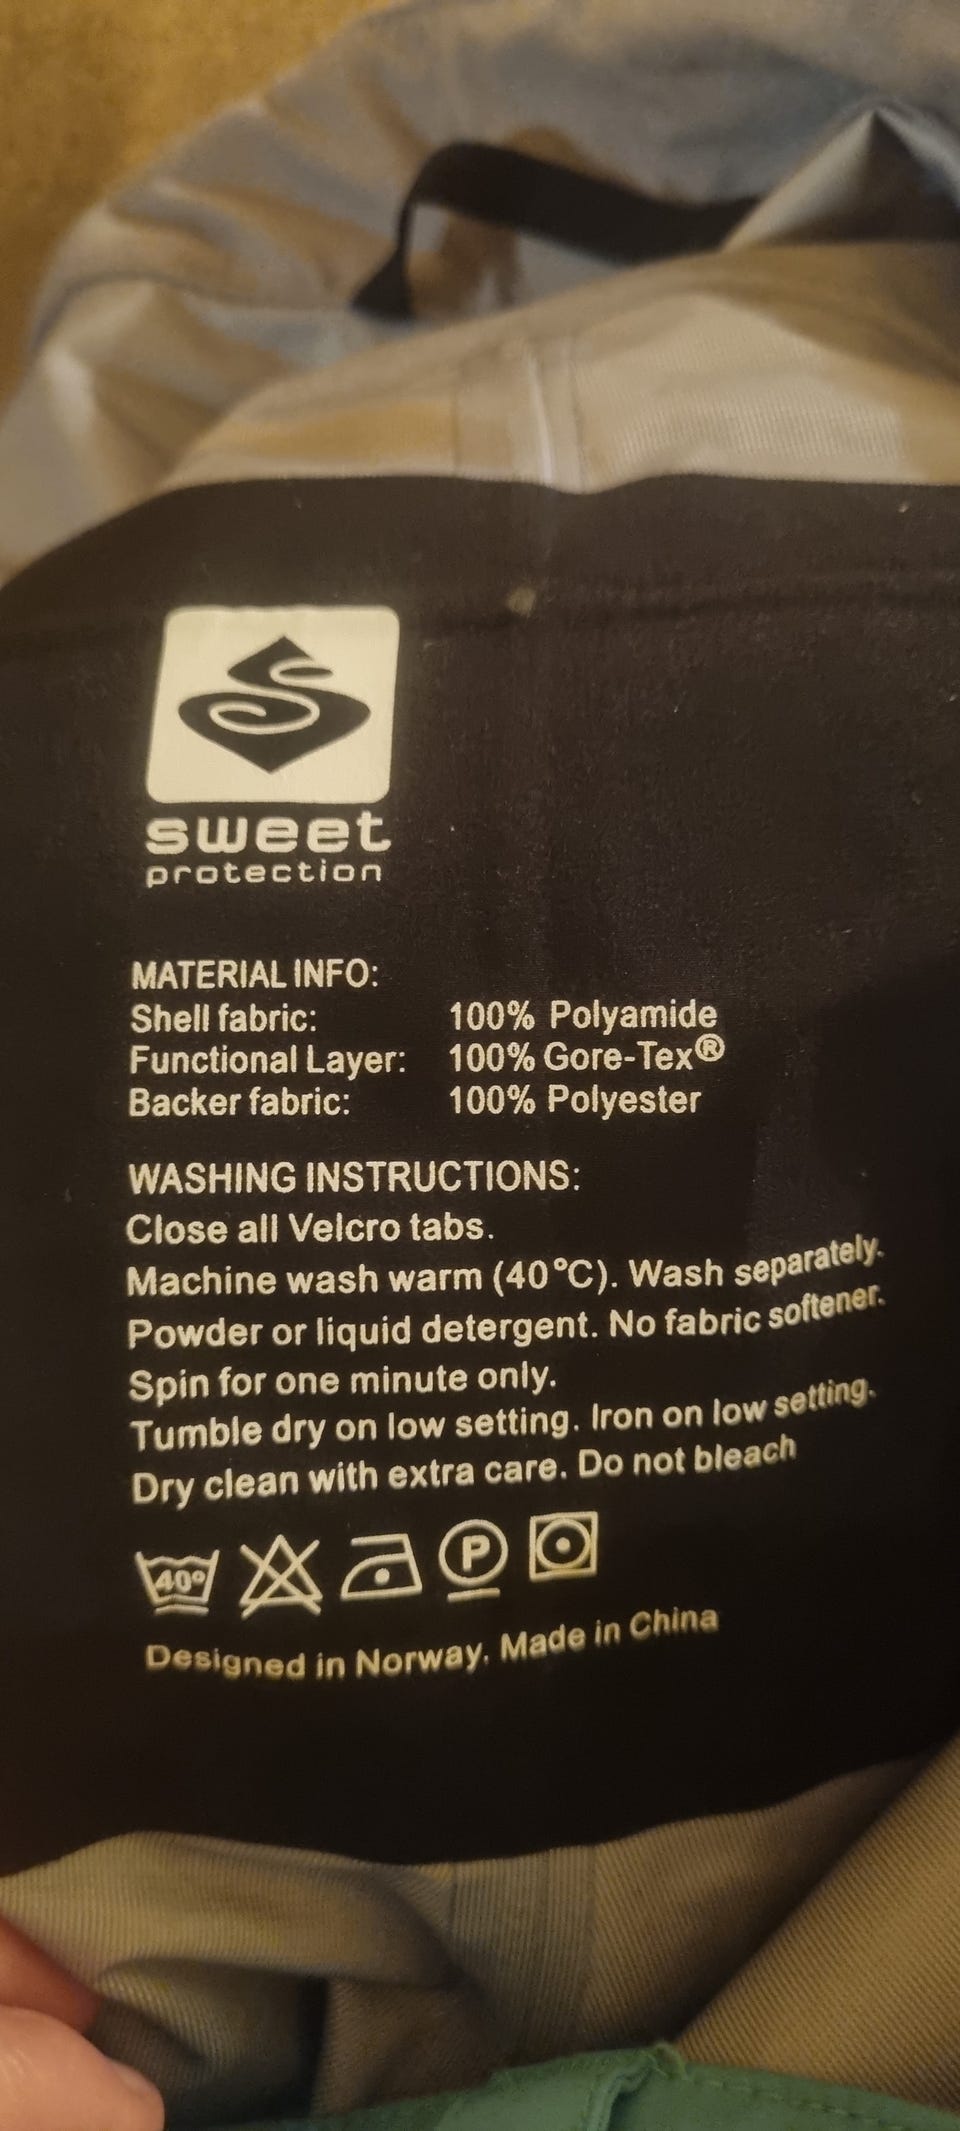 S
sweet
protection
MATERIAL INFO:
Shell fabric: 100% Polyamide
Functional Layer: 100% Gore-Tex®
Backer fabric: 100% Polyester
WASHING INSTRUCTIONS:
Close all Velcro tabs.
Machine wash warm (40°C). Wash separately.
Powder or liquid detergent. No fabric softener.
Spin for one minute only.
Tumble dry on low setting. Iron on low setting.
Dry clean with extra care. Do not bleach
40° P
Designed in Norway, Made in China